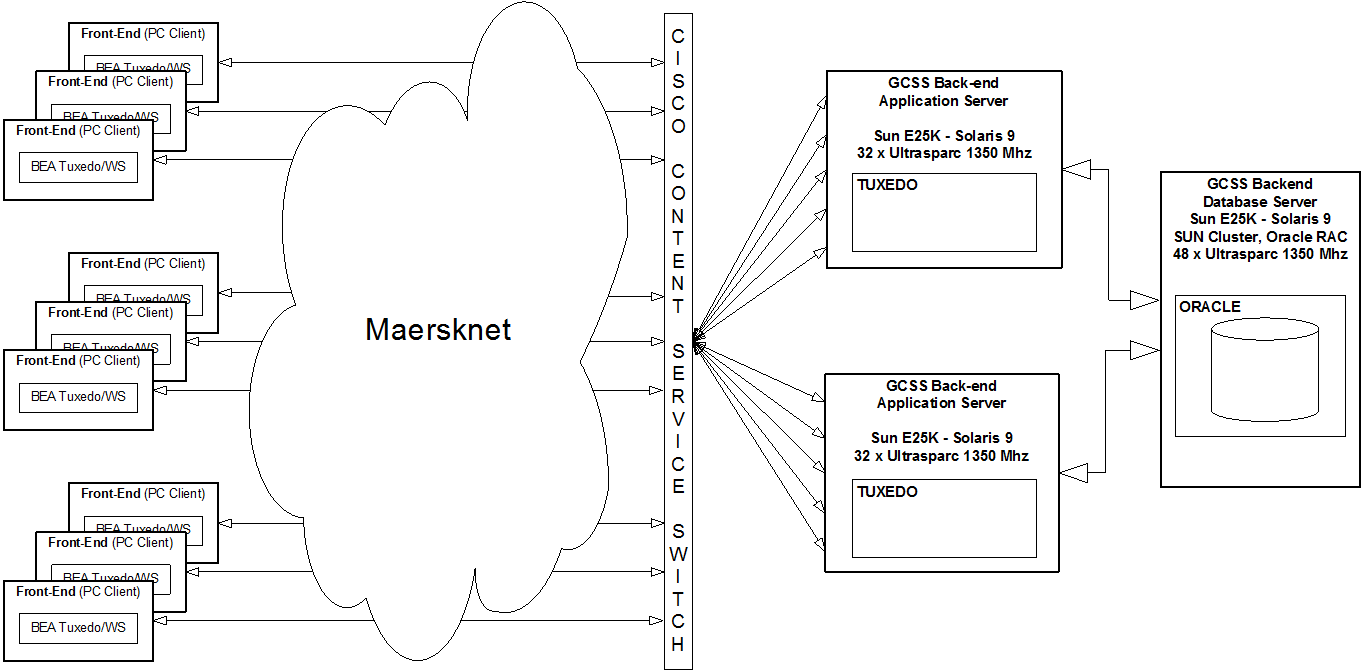 Front-End (PC Client)
BEA Tuxedo/WS
Front-End (PC Client)
BEA Tuxedo/WS
Front-End (PC Client)
BEA Tuxedo/WS
Front-End (PC Client)
BEA Tuxedo/WS
Front-End (PC Client)
BEA Tuxedo/WS
Front-End (PC Client)
BEA Tuxedo/WS
Front-End (PC Client)
BEA Tuxedo/WS
Front-End (PC Client)
BEA Tuxedo/WS
Front-End (PC Client)
BEA Tuxedo/WS
Maersknet
CISCO CONTENT SERVICE SWITCH
GCSS Back-end
Application Server
Sun E25K - Solaris 9
32 x Ultrasparc 1350 Mhz
TUXEDO
GCSS Back-end
Application Server
Sun E25K - Solaris 9
32 x Ultrasparc 1350 Mhz
TUXEDO
GCSS Backend
Database Server
Sun E25K - Solaris 9
SUN Cluster, Oracle RAC
48 x Ultrasparc 1350 Mhz
ORACLE